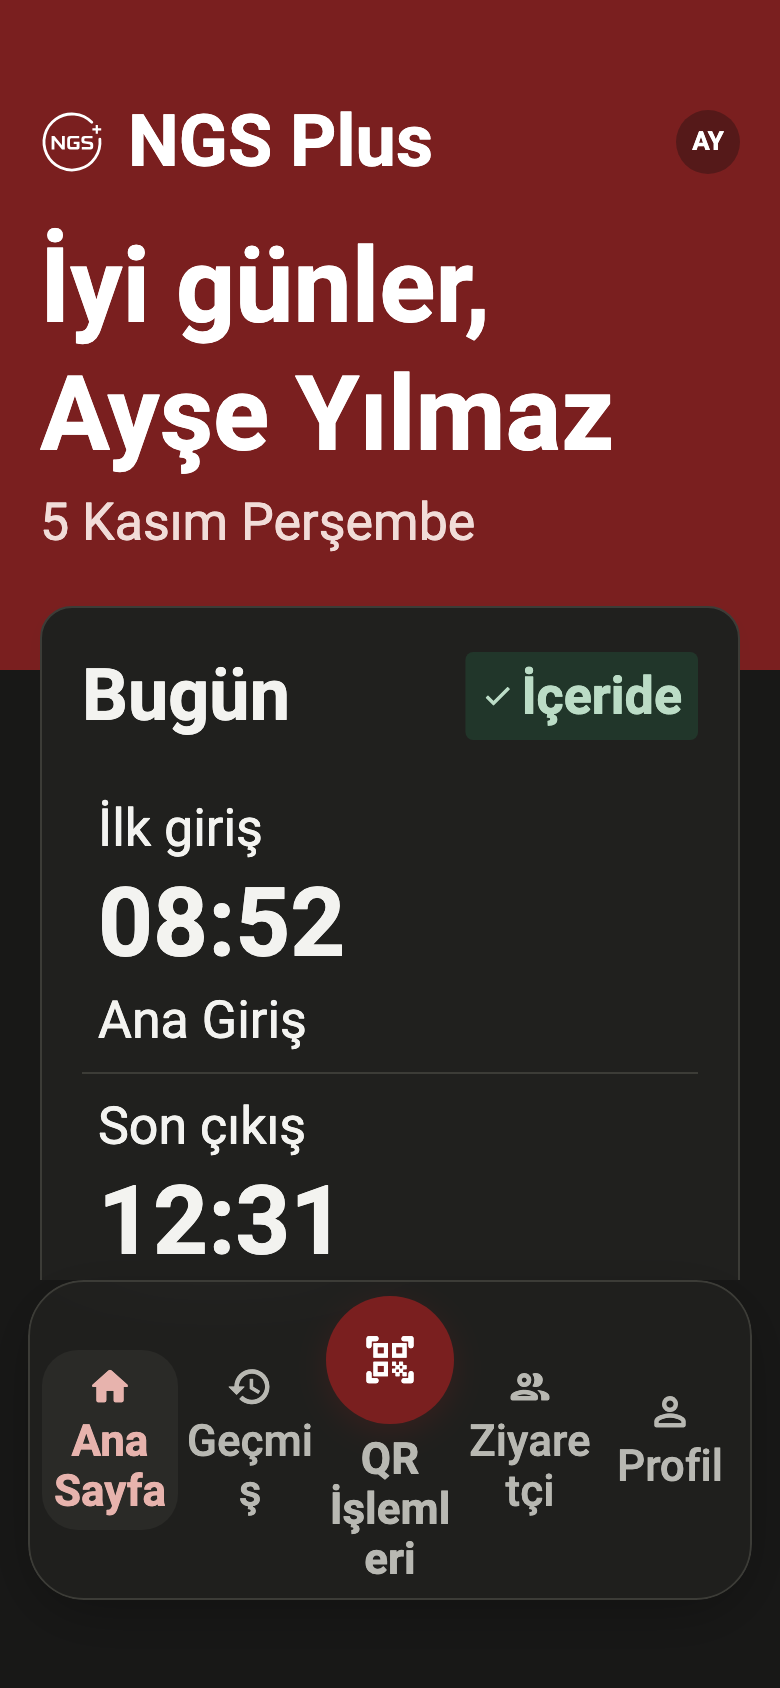 NGS+
NGS Plus
AY
İyi günler,
Ayşe Yılmaz
5 Kasım Perşembe
Bugün
İçeride
İlk giriş
08:52
Ana Giriş
Son çıkış
12:31
Ana
Sayfa
Geçmi
ş
QR
İşleml
eri
Ziyare
tçi
Profil